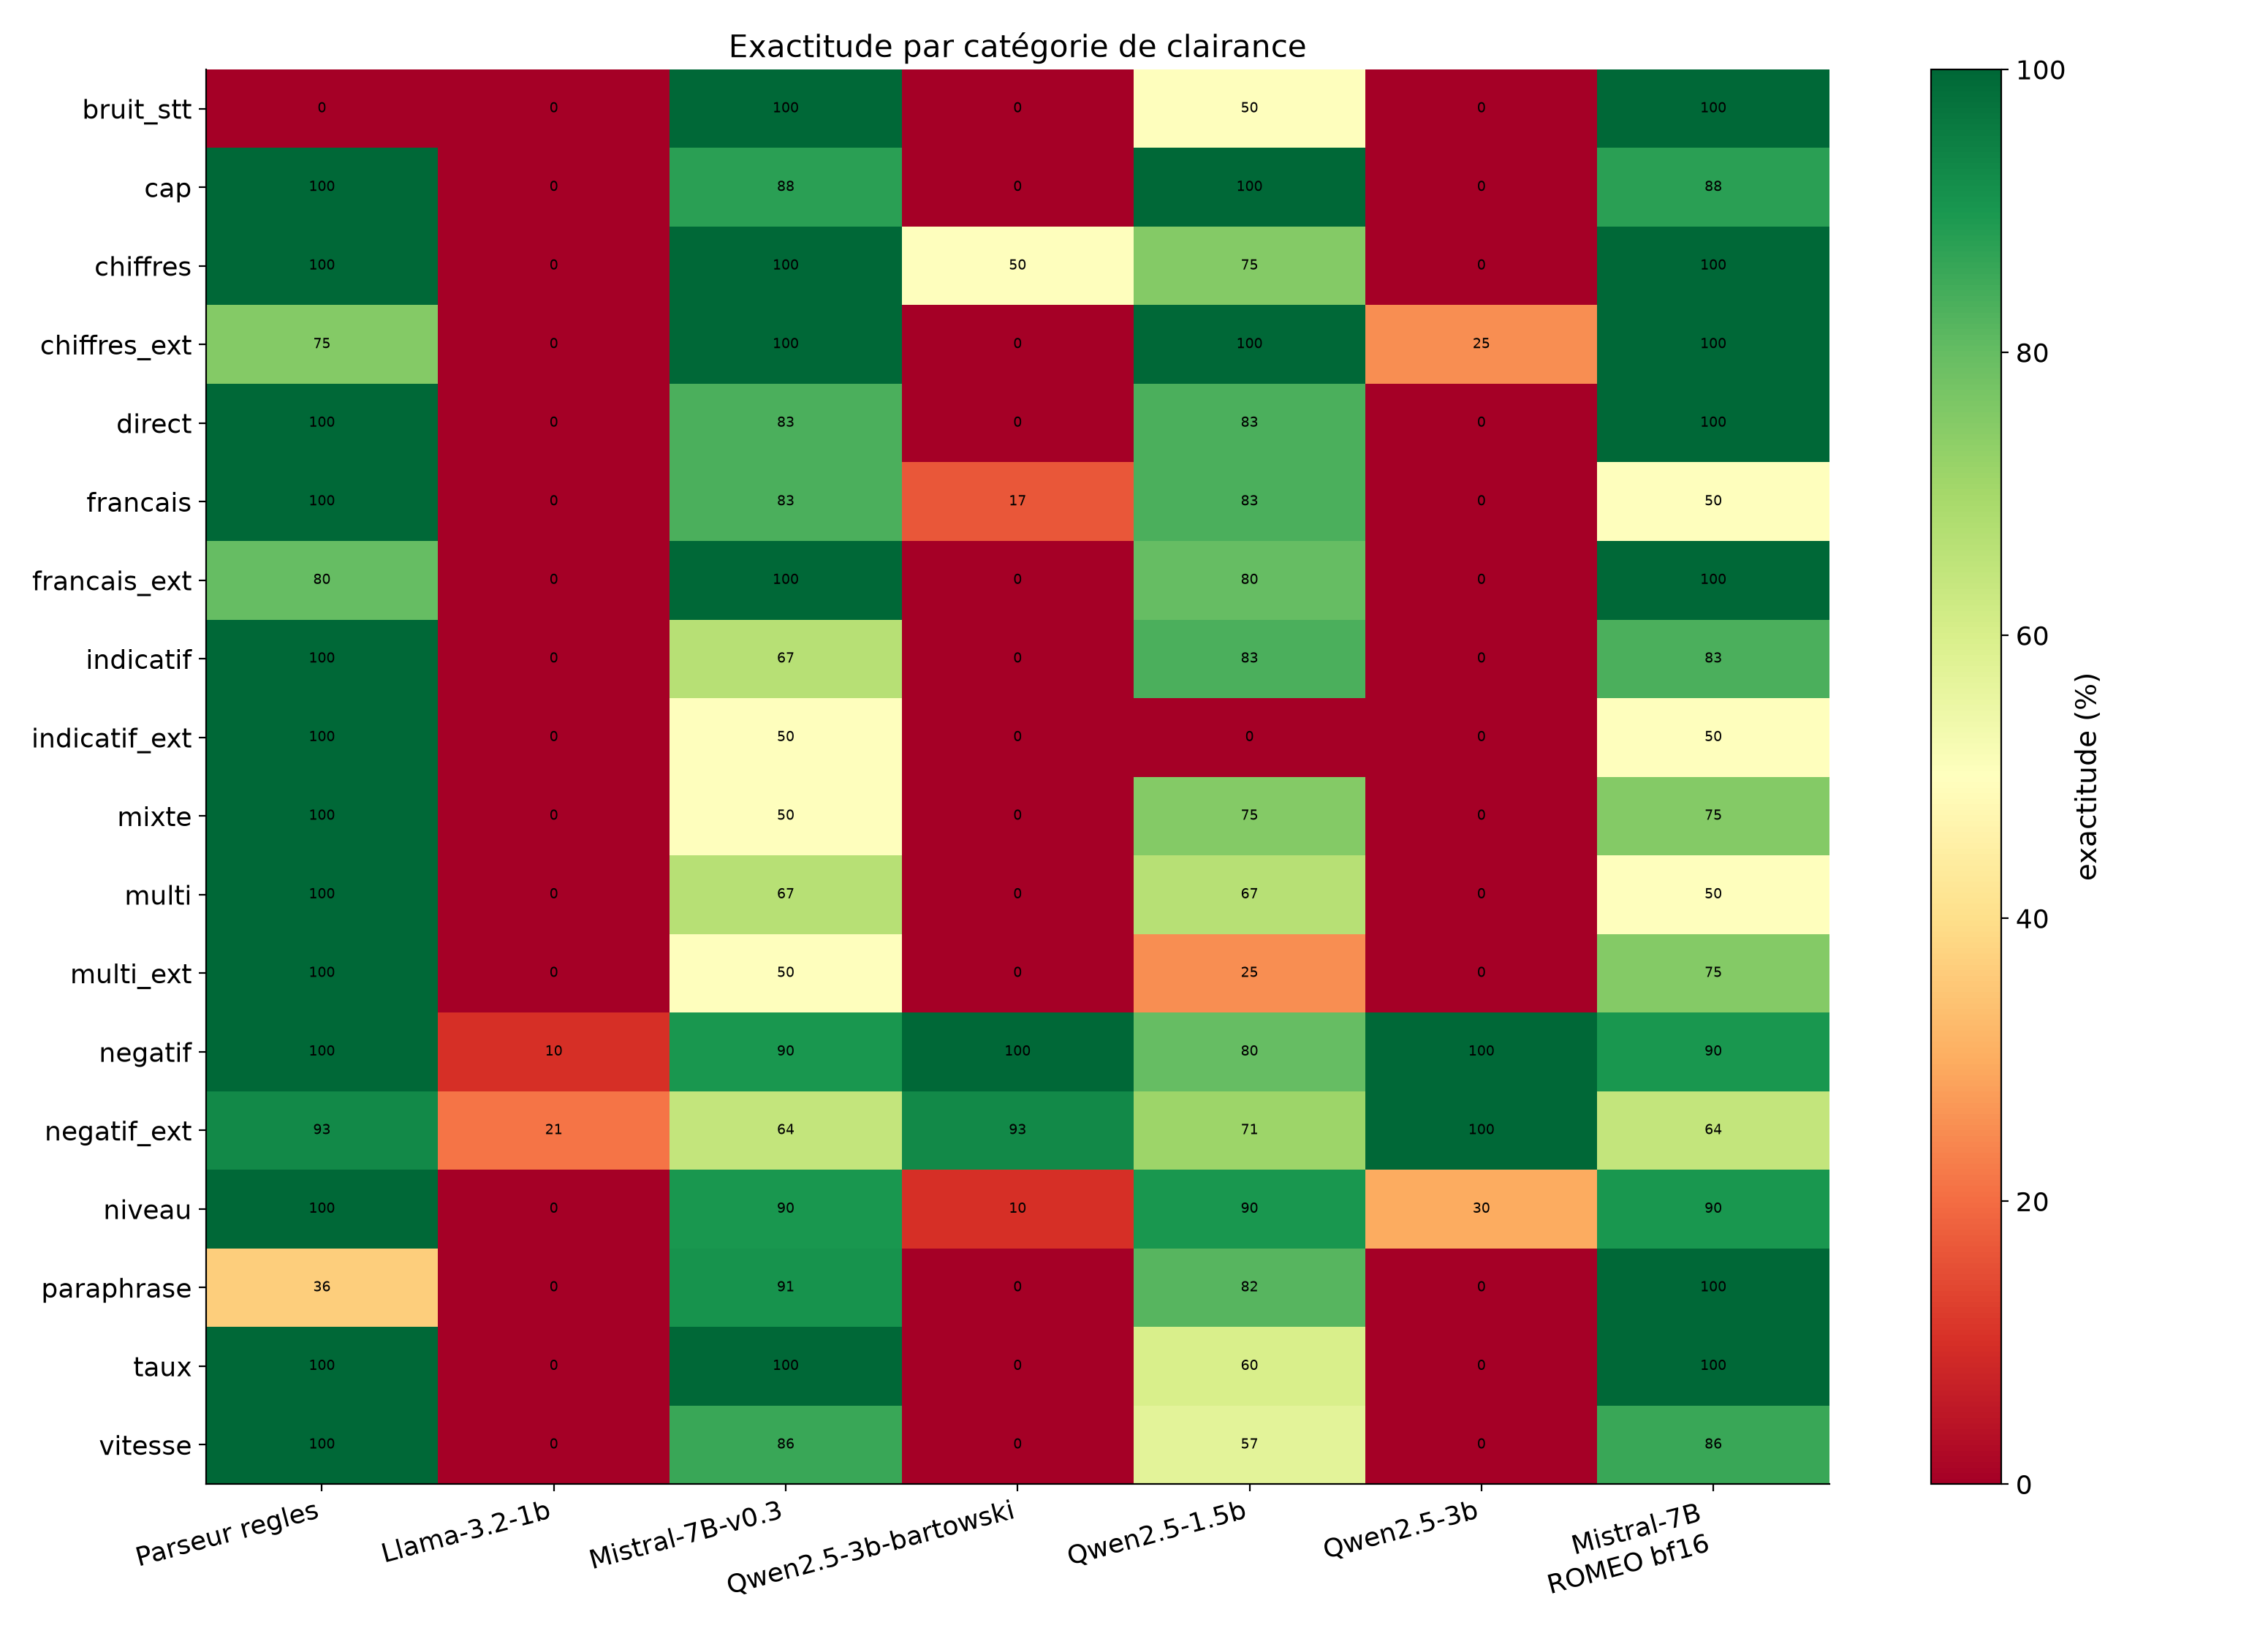 Exactitude par catégorie de clairance
bruit_stt 0 0 100 0 50 0 100
cap 100 0 88 0 100 0 88
chiffres 100 0 100 50 75 0 100
chiffres_ext 75 0 100 0 100 25 100
direct 100 0 83 0 83 0 100
francais 100 0 83 17 83 0 50
francais_ext 80 0 100 0 80 0 100
indicatif 100 0 67 0 83 0 83
indicatif_ext 100 0 50 0 0 0 50
mixte 100 0 50 0 75 0 75
multi 100 0 67 0 67 0 50
multi_ext 100 0 50 0 25 0 75
negatif 100 10 90 100 80 100 90
negatif_ext 93 21 64 93 71 100 64
niveau 100 0 90 10 90 30 90
paraphrase 36 0 91 0 82 0 100
taux 100 0 100 0 60 0 100
vitesse 100 0 86 0 57 0 86
Parseur regles
Llama-3.2-1b
Mistral-7B-v0.3
Qwen2.5-3b-bartowski
Qwen2.5-1.5b
Qwen2.5-3b
Mistral-7B
ROMEO bf16
100
80
60
40
20
0
exactitude (%)